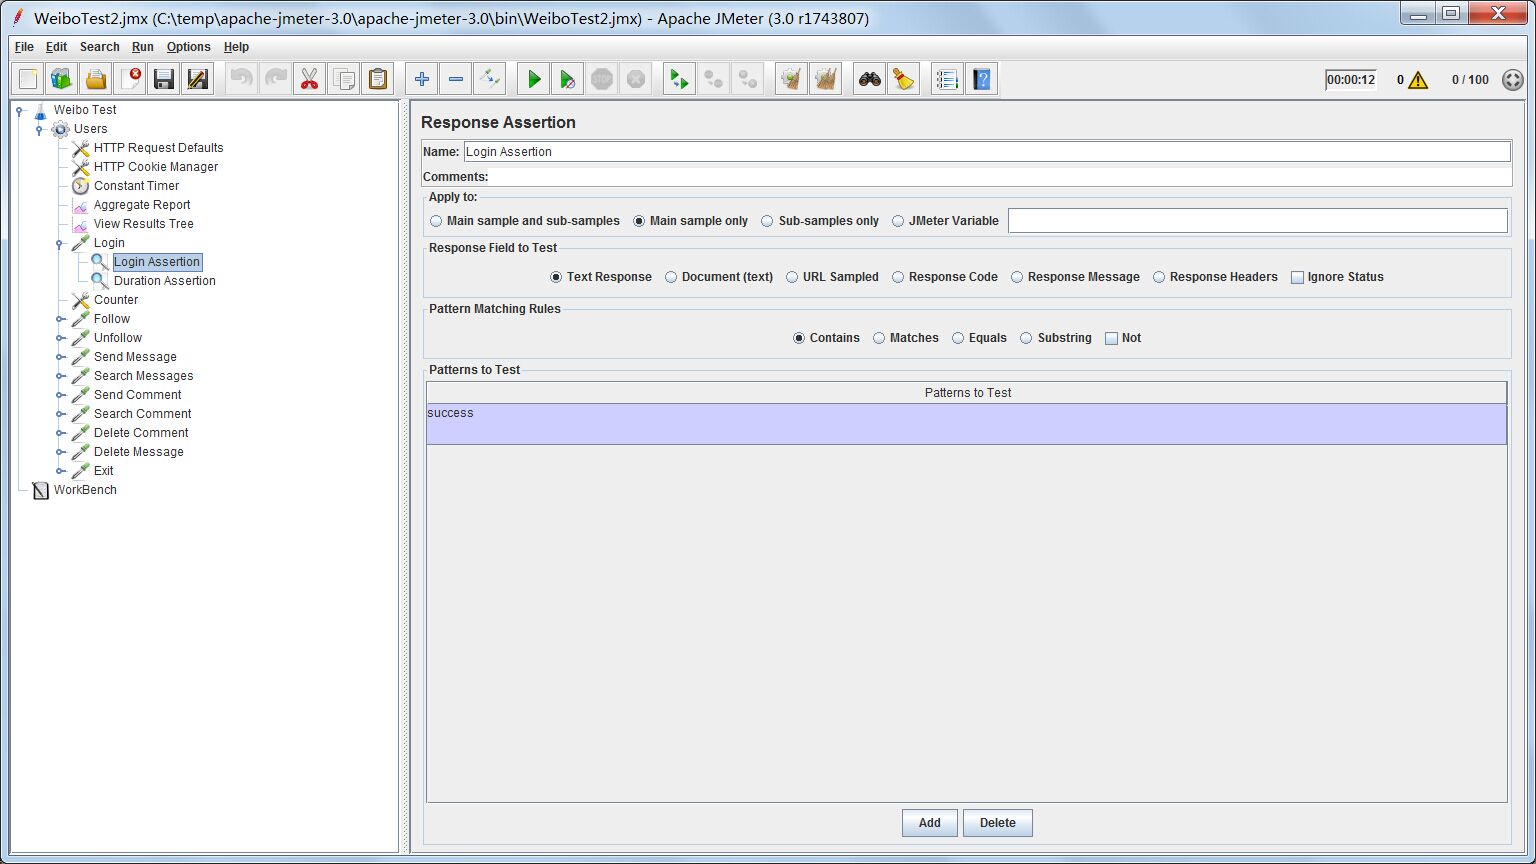 WeiboTest2.jmx (C:\temp\apache-jmeter-3.0\apache-jmeter-3.0\bin\WeiboTest2.jmx) - Apache JMeter (3.0 r1743807)
File Edit Search Run Options Help
STOP
00:00:12 0 0 / 100
Weibo Test
Users
HTTP Request Defaults
HTTP Cookie Manager
Constant Timer
Aggregate Report
View Results Tree
Login
Login Assertion
Duration Assertion
Counter
Follow
Unfollow
Send Message
Search Messages
Send Comment
Search Comment
Delete Comment
Delete Message
Exit
WorkBench
Response Assertion
Name: Login Assertion
Comments:
Apply to:
Main sample and sub-samples Main sample only Sub-samples only JMeter Variable
Response Field to Test
Text Response Document (text) URL Sampled Response Code Response Message Response Headers Ignore Status
Pattern Matching Rules
Contains Matches Equals Substring Not
Patterns to Test
Patterns to Test
success
Add Delete